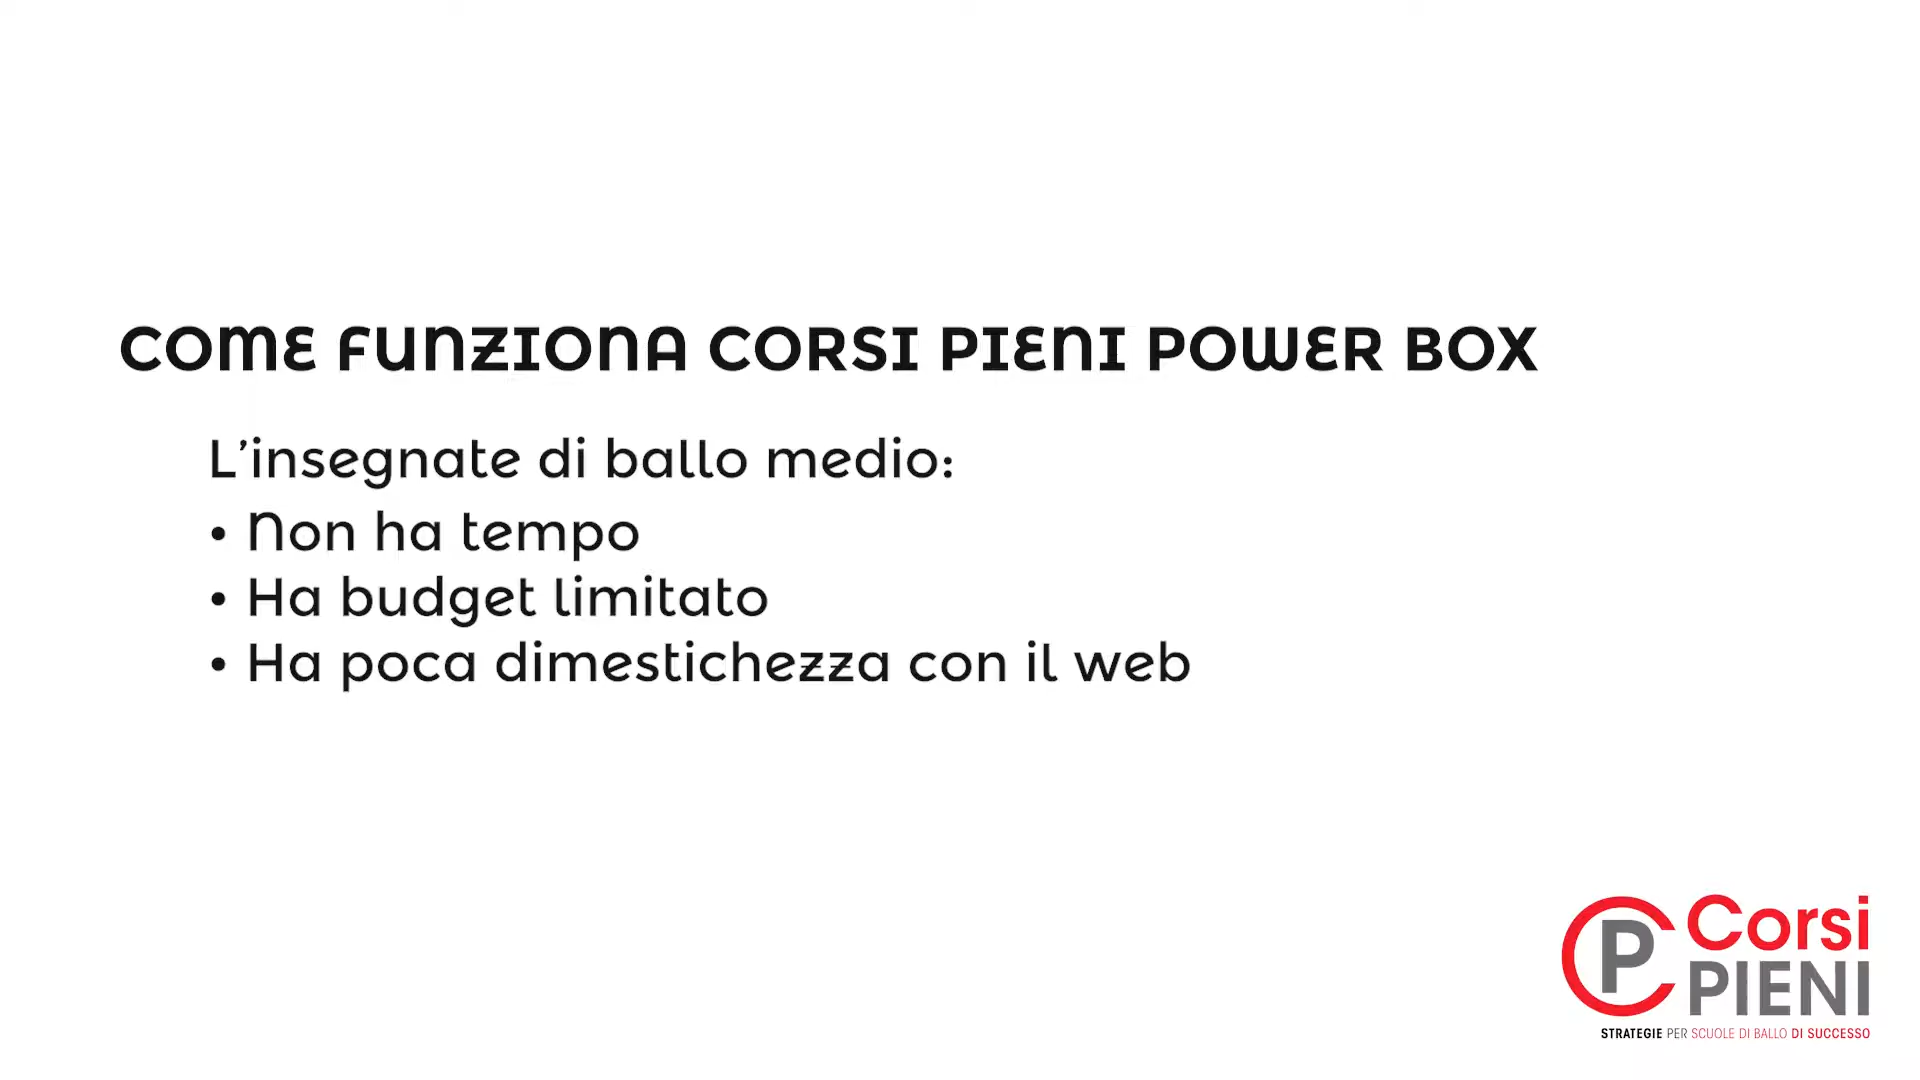 COME FUNZIONA CORSI PIENI POWER BOX
L’insegnate di ballo medio:
• Non ha tempo
• Ha budget limitato
• Ha poca dimestichezza con il web
CP
Corsi
PIENI
STRATEGIE PER SCUOLE DI BALLO DI SUCCESSO